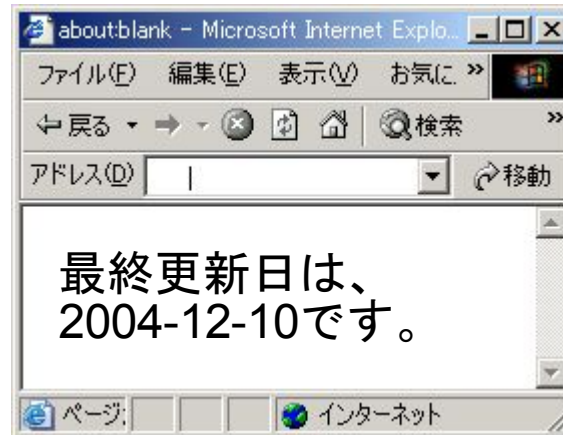 about:blank - Microsoft Internet Explo...
ファイル(F) 編集(E) 表示(V) お気に. »
戻る 検索 »
アドレス(D) 移動
最終更新日は、
2004-12-10です。
ページ: インターネット